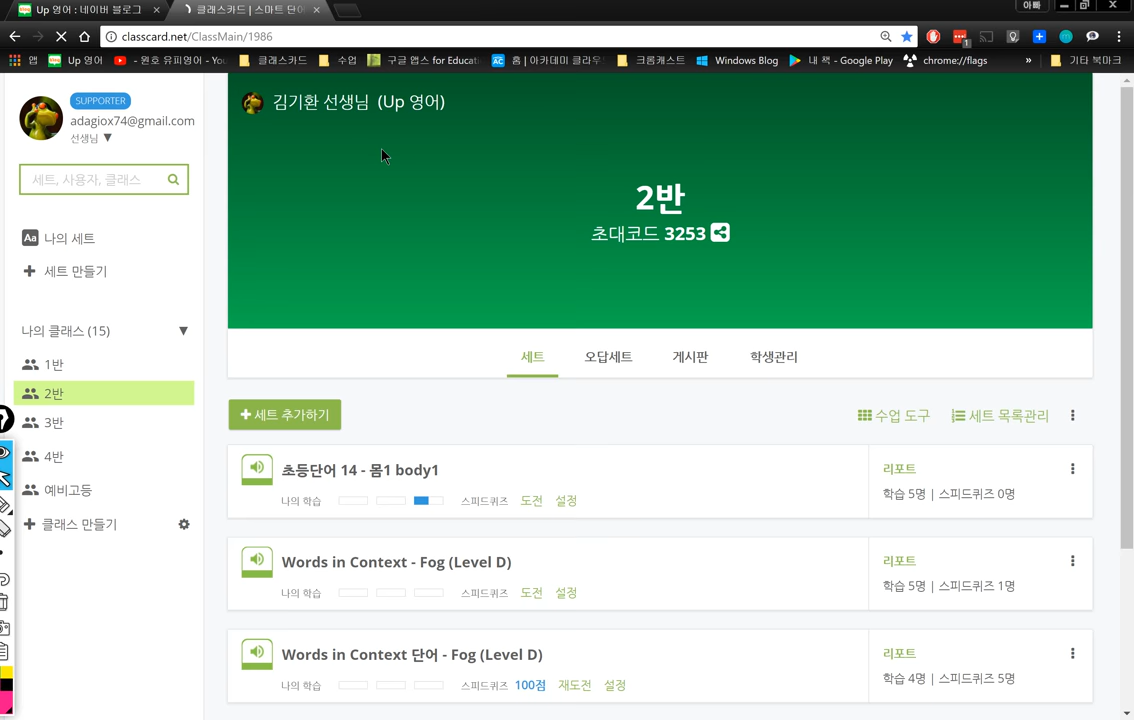 Up 영어 : 네이버 블로그
클래스카드 | 스마트 단어
아빠
classcard.net/ClassMain/1986
앱
Up 영어
- 원호 유피영어 - You
클래스카드
수업
구글 앱스 for Educati
홈 | 아카데미 클라우드
크롬캐스트
Windows Blog
내 책 - Google Play
chrome://flags
»
기타 북마크
SUPPORTER
adagiox74@gmail.com
선생님 ▼
세트, 사용자, 클래스
Aa 나의 세트
+ 세트 만들기
나의 클래스 (15) ▼
1반
2반
3반
4반
예비고등
+ 클래스 만들기
김기환 선생님 (Up 영어)
2반
초대코드 3253
세트
오답세트
게시판
학생관리
+ 세트 추가하기
수업 도구
세트 목록관리
초등단어 14 - 몸1 body1
나의 학습
스피드퀴즈 도전 설정
리포트
학습 5명 | 스피드퀴즈 0명
Words in Context - Fog (Level D)
나의 학습
스피드퀴즈 도전 설정
리포트
학습 5명 | 스피드퀴즈 1명
Words in Context 단어 - Fog (Level D)
나의 학습
스피드퀴즈 100점 재도전 설정
리포트
학습 4명 | 스피드퀴즈 5명